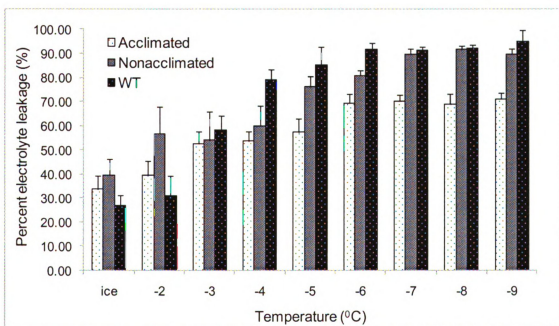 100.00
90.00
80.00
70.00
60.00
50.00
40.00
30.00
20.00
10.00
0.00
Percent electrolyte leakage (%)
Acclimated
Nonacclimated
WT
ice -2 -3 -4 -5 -6 -7 -8 -9
Temperature (⁰C)